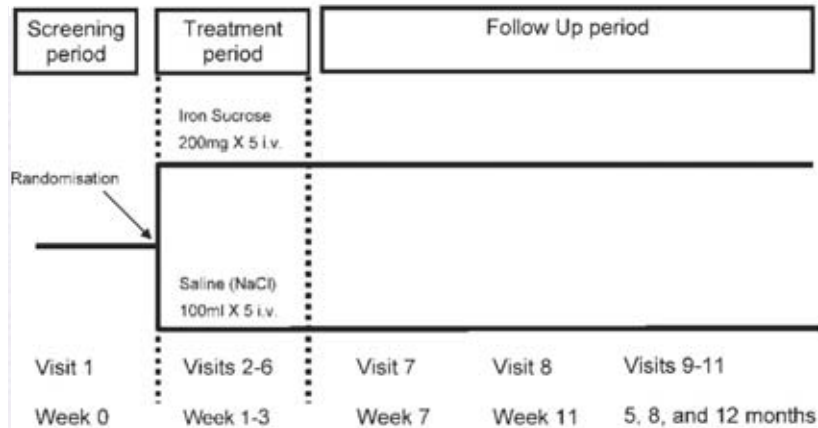 Screening
period
Treatment
period
Follow Up period
Iron Sucrose
200mg X 5 i.v.
Randomisation
Saline (NaCl)
100ml X 5 i.v.
Visit 1
Visits 2-6
Visit 7
Visit 8
Visits 9-11
Week 0
Week 1-3
Week 7
Week 11
5, 8, and 12 months